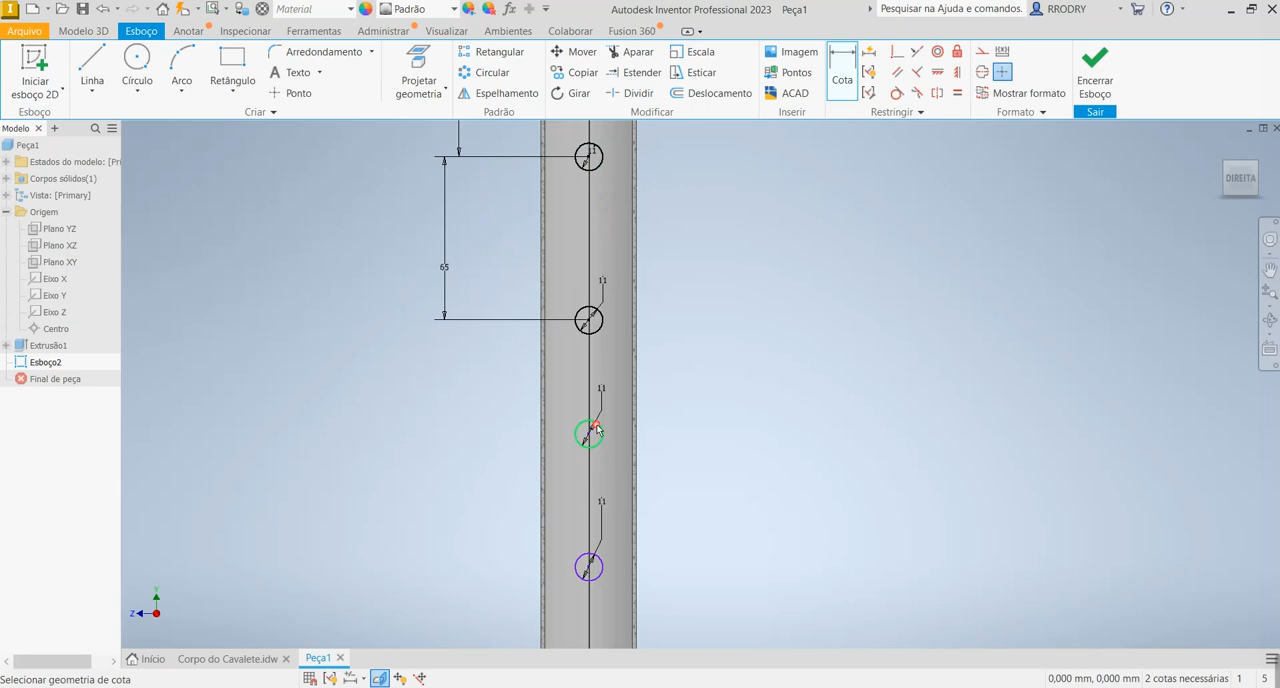 Material
Padrão
Autodesk Inventor Professional 2023 Peça1
Pesquisar na Ajuda e comandos.
RRODRY
Arquivo Modelo 3D Esboço Anotar Inspecionar Ferramentas Administrar Visualizar Ambientes Colaborar Fusion 360
Iniciar
esboço 2D
Linha
Círculo
Arco
Retângulo
Arredondamento
Texto
Ponto
Projetar
geometria
Retangular
Circular
Espelhamento
Mover
Copiar
Girar
Aparar
Estender
Dividir
Escala
Esticar
Deslocamento
Imagem
Pontos
ACAD
Cota
Mostrar formato
Encerrar
Esboço
Esboço Criar Padrão Modificar Inserir Restringir Formato Sair
Modelo
Peça1
Estados do modelo: [Pri
Corpos sólidos(1)
Vista: [Primary]
Origem
Plano YZ
Plano XZ
Plano XY
Eixo X
Eixo Y
Eixo Z
Centro
Extrusão1
Esboço2
Final de peça
DIREITA
11
65
11
11
11
Y
Z
Início Corpo do Cavalete.idw Peça1
Selecionar geometria de cota
0,000 mm, 0,000 mm 2 cotas necessárias 1 5